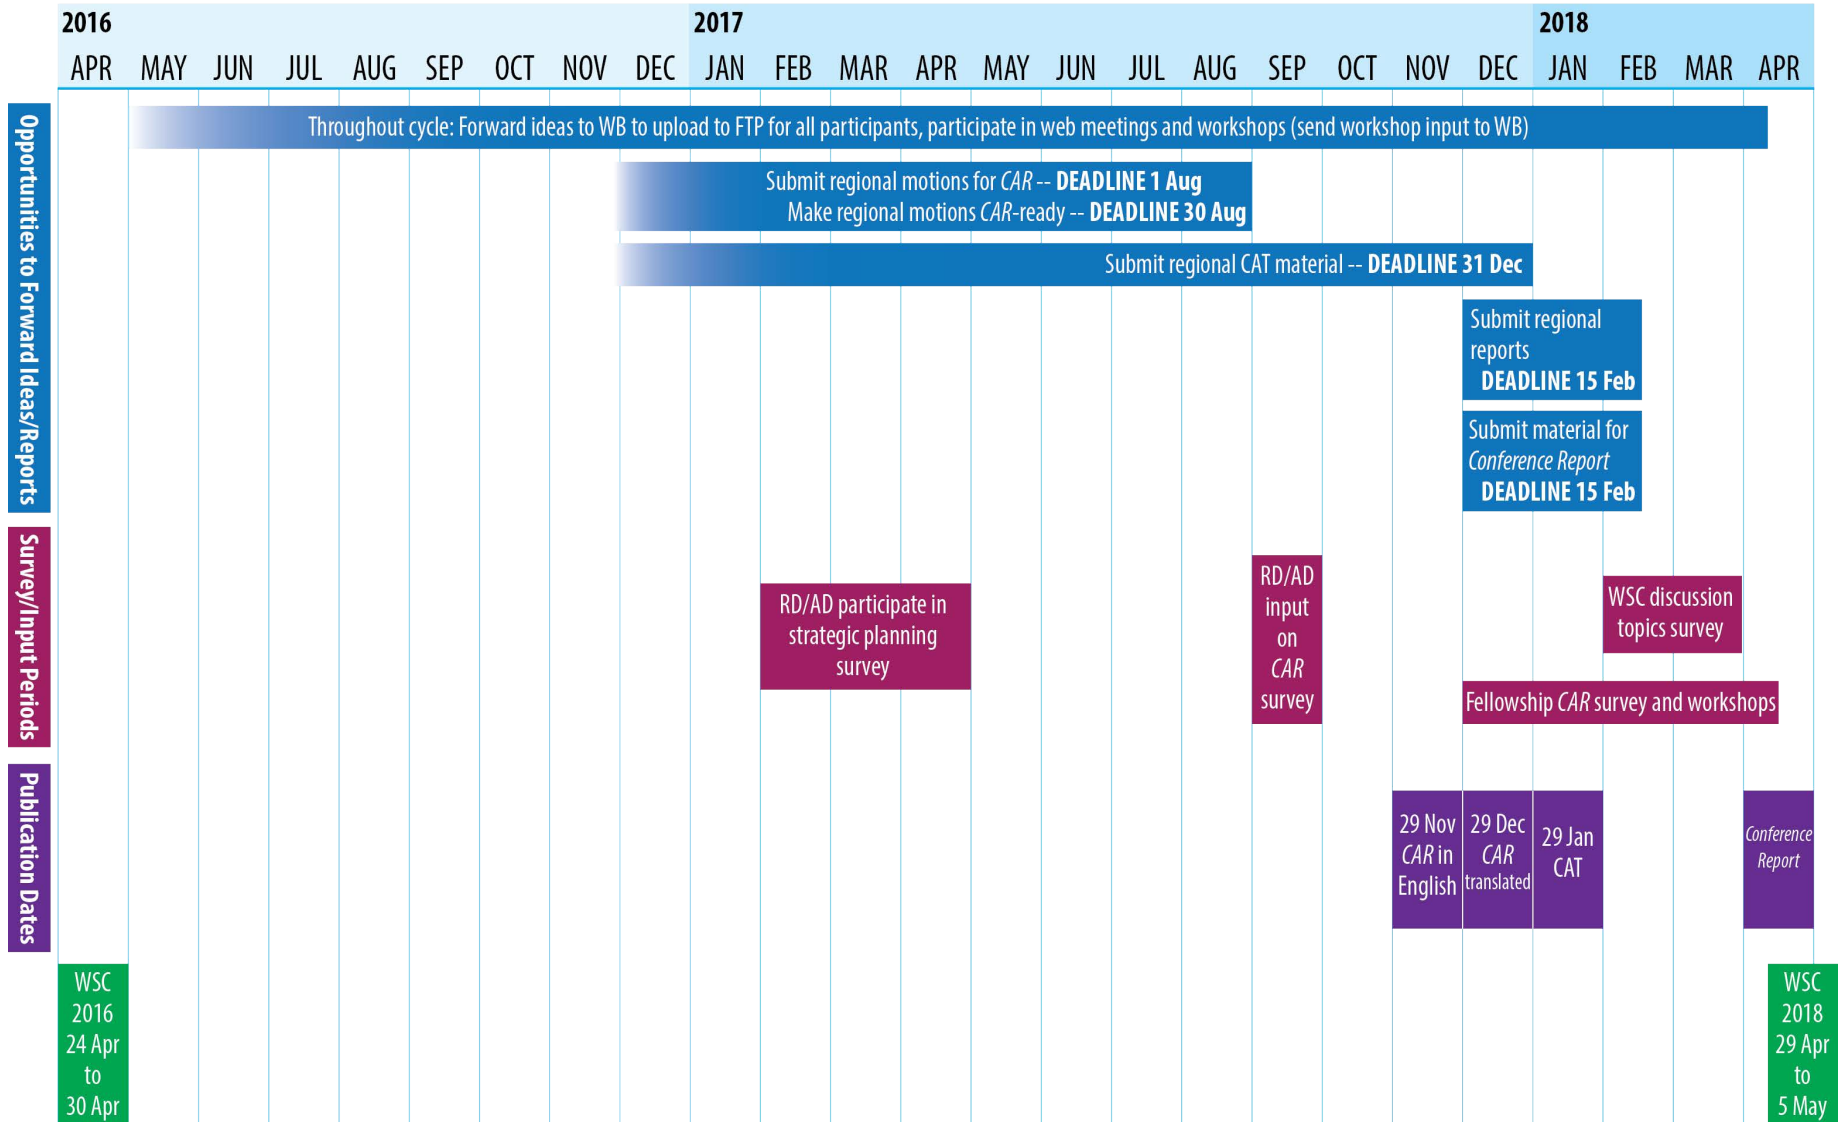 2016
2017
2018
APR MAY JUN JUL AUG SEP OCT NOV DEC JAN FEB MAR APR MAY JUN JUL AUG SEP OCT NOV DEC JAN FEB MAR APR
Opportunities to Forward Ideas/Reports
Throughout cycle: Forward ideas to WB to upload to FTP for all participants, participate in web meetings and workshops (send workshop input to WB)
Submit regional motions for CAR -- DEADLINE 1 Aug
Make regional motions CAR-ready -- DEADLINE 30 Aug
Submit regional CAT material -- DEADLINE 31 Dec
Submit regional
reports
DEADLINE 15 Feb
Submit material for
Conference Report
DEADLINE 15 Feb
Survey/Input Periods
RD/AD participate in
strategic planning
survey
RD/AD
input
on
CAR
survey
WSC discussion
topics survey
Fellowship CAR survey and workshops
Publication Dates
29 Nov
CAR in
English
29 Dec
CAR
translated
29 Jan
CAT
Conference
Report
WSC
2016
24 Apr
to
30 Apr
WSC
2018
29 Apr
to
5 May